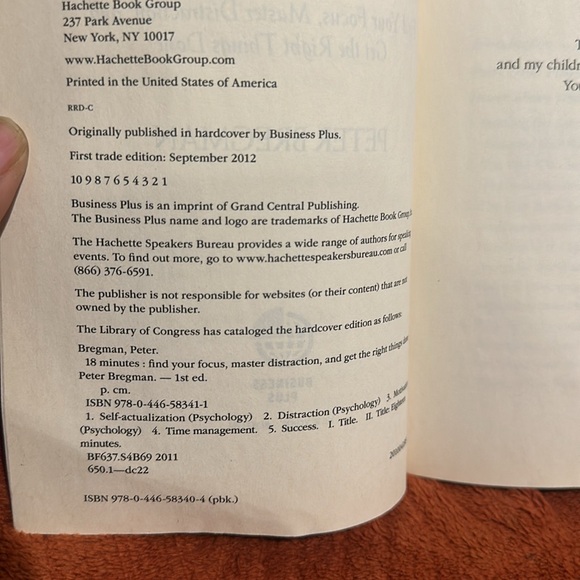 Hachette Book Group
237 Park Avenue
New York, NY 10017
www.HachetteBookGroup.com
Printed in the United States of America
RRD-C
Originally published in hardcover by Business Plus.
First trade edition: September 2012
10 9 8 7 6 5 4 3 2 1
Business Plus is an imprint of Grand Central Publishing.
The Business Plus name and logo are trademarks of Hachette Book Group,
The Hachette Speakers Bureau provides a wide range of authors for speaking
events. To find out more, go to www.hachettespeakersbureau.com or call
(866) 376-6591.
The publisher is not responsible for websites (or their content) that are not
owned by the publisher.
The Library of Congress has cataloged the hardcover edition as follows:
Bregman, Peter.
18 minutes : find your focus, master distraction, and get the right things done
Peter Bregman. — 1st ed.
p. cm.
ISBN 978-0-446-58341-1
1. Self-actualization (Psychology) 2. Distraction (Psychology) 3. Motivation
(Psychology) 4. Time management. 5. Success. I. Title. II. Title: Eighteen
minutes.
BF637.S4B69 2011
650.1—dc22
ISBN 978-0-446-58340-4 (pbk.)
and my childr
You